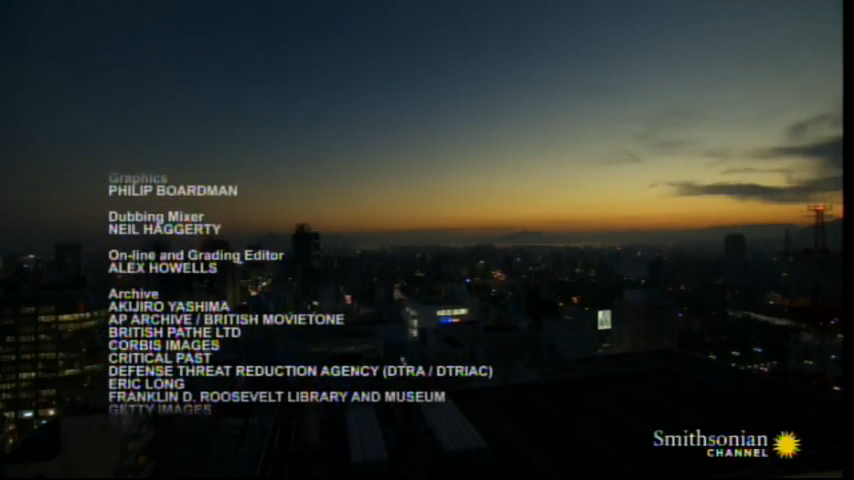 Graphics
PHILIP BOARDMAN
Dubbing Mixer
NEIL HAGGERTY
On-line and Grading Editor
ALEX HOWELLS
Archive
AKIJIRO YASHIMA
AP ARCHIVE / BRITISH MOVIETONE
BRITISH PATHE LTD
CORBIS IMAGES
CRITICAL PAST
DEFENSE THREAT REDUCTION AGENCY (DTRA / DTRIAC)
ERIC LONG
FRANKLIN D. ROOSEVELT LIBRARY AND MUSEUM
GETTY IMAGES
Smithsonian
CHANNEL